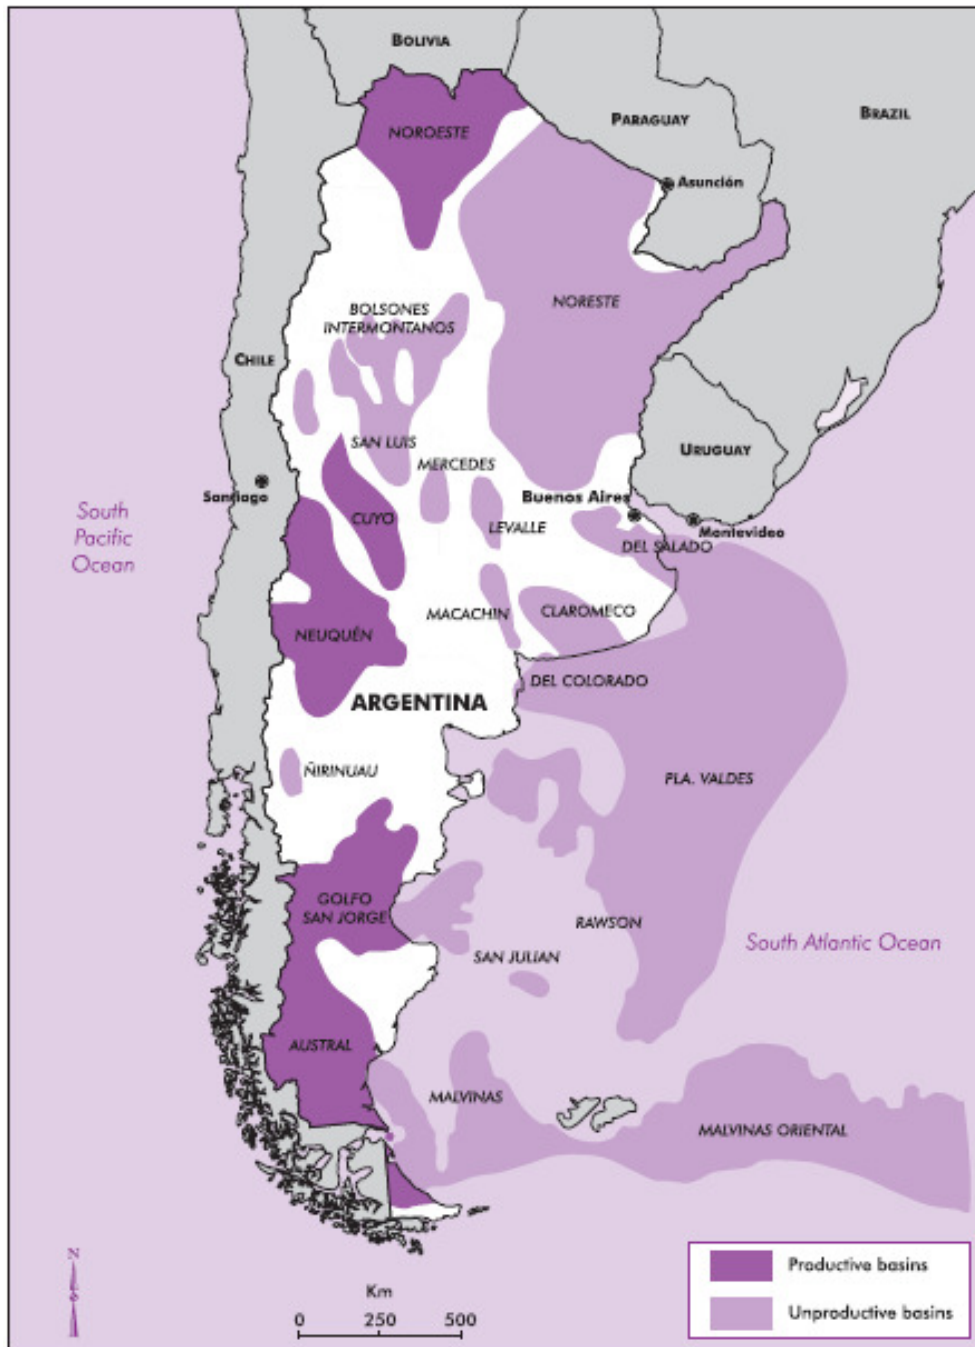 BOLIVIA
NOROESTE
PARAGUAY
BRAZIL
Asunción
BOLSONES
INTERMONTANOS
NORESTE
CHILE
SAN LUIS
MERCEDES
URUGUAY
Santiago
CUYO
Buenos Aires
LEVALLE
Montevideo
DEL SALADO
South
Pacific
Ocean
NEUQUÉN
MACACHIN
CLAROMECO
ARGENTINA
DEL COLORADO
ÑIRINUAU
PLA. VALDES
GOLFO
SAN JORGE
RAWSON
SAN JULIAN
South Atlantic Ocean
AUSTRAL
MALVINAS
MALVINAS ORIENTAL
N
Km
0 250 500
Productive basins
Unproductive basins